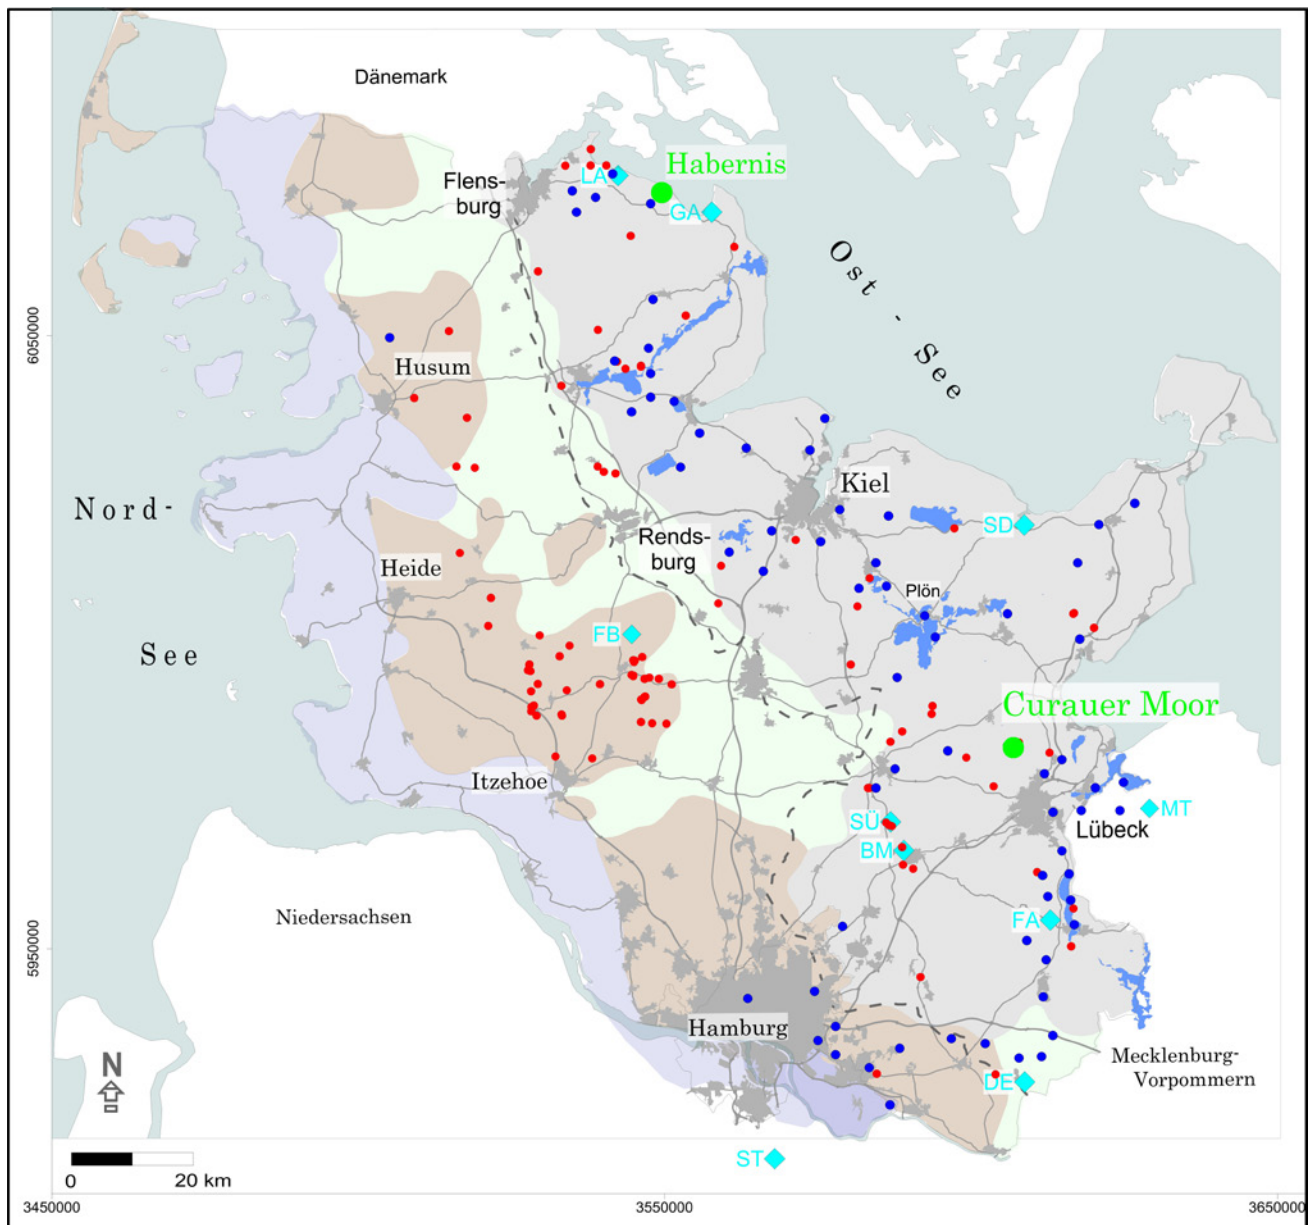 Dänemark
Habernis
LA
Flens-
burg
GA
Ost - See
6050000
Husum
Kiel
Nord-
See
SD
Rends-
burg
Heide
Plön
FB
Curauer Moor
Itzehoe
SÜ
MT
Lübeck
BM
Niedersachsen
FA
5950000
Hamburg
Mecklenburg-
Vorpommern
N
DE
ST
0 20 km
3450000 3550000 3650000